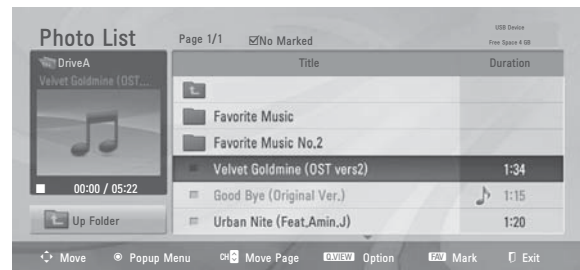 Photo List
Page 1/1 ☑No Marked
USB Device
Free Space 4 GB
DriveA
Velvet Goldmine (OST...
00:00 / 05:22
Up Folder
Title Duration
Favorite Music
Favorite Music No.2
Velvet Goldmine (OST vers2) 1:34
Good Bye (Original Ver.) 1:15
Urban Nite (Feat.Amin.J) 1:20
Move Popup Menu CH Move Page Q.VIEW Option FAV Mark Exit